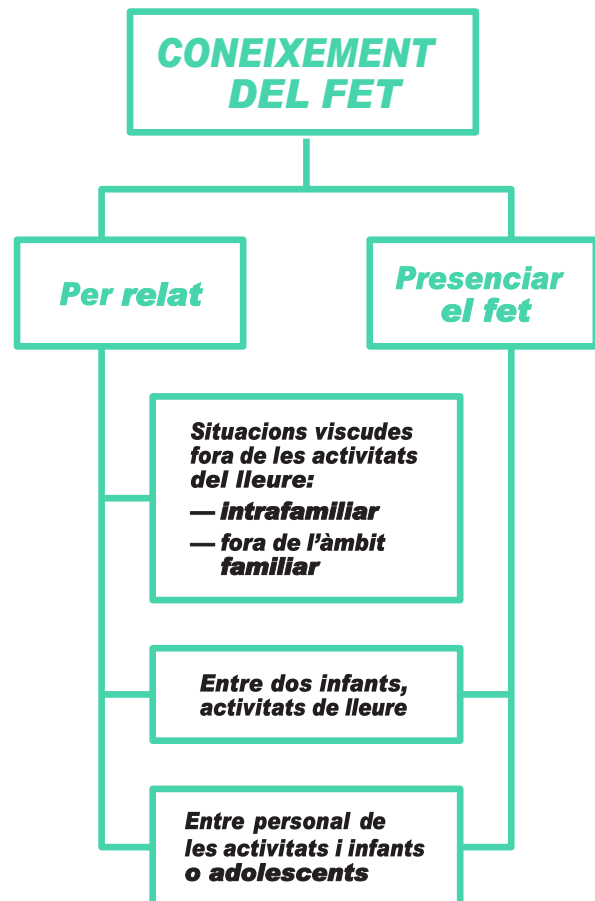 CONEIXEMENT
DEL FET
Per relat
Presenciar
el fet
Situacions viscudes
fora de les activitats
del lleure:
— intrafamiliar
— fora de l’àmbit
familiar
Entre dos infants,
activitats de lleure
Entre personal de
les activitats i infants
o adolescents